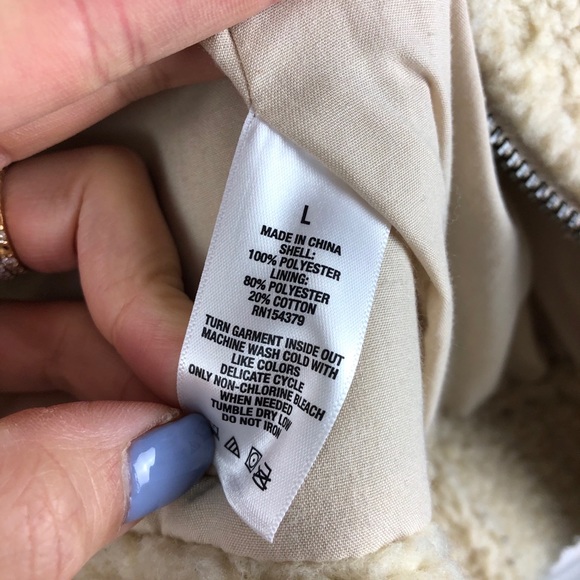 L
MADE IN CHINA
SHELL:
100% POLYESTER
LINING:
80% POLYESTER
20% COTTON
RN154379
TURN GARMENT INSIDE OUT
MACHINE WASH COLD WITH
LIKE COLORS
DELICATE CYCLE
ONLY NON-CHLORINE BLEACH
WHEN NEEDED
TUMBLE DRY LOW
DO NOT IRON